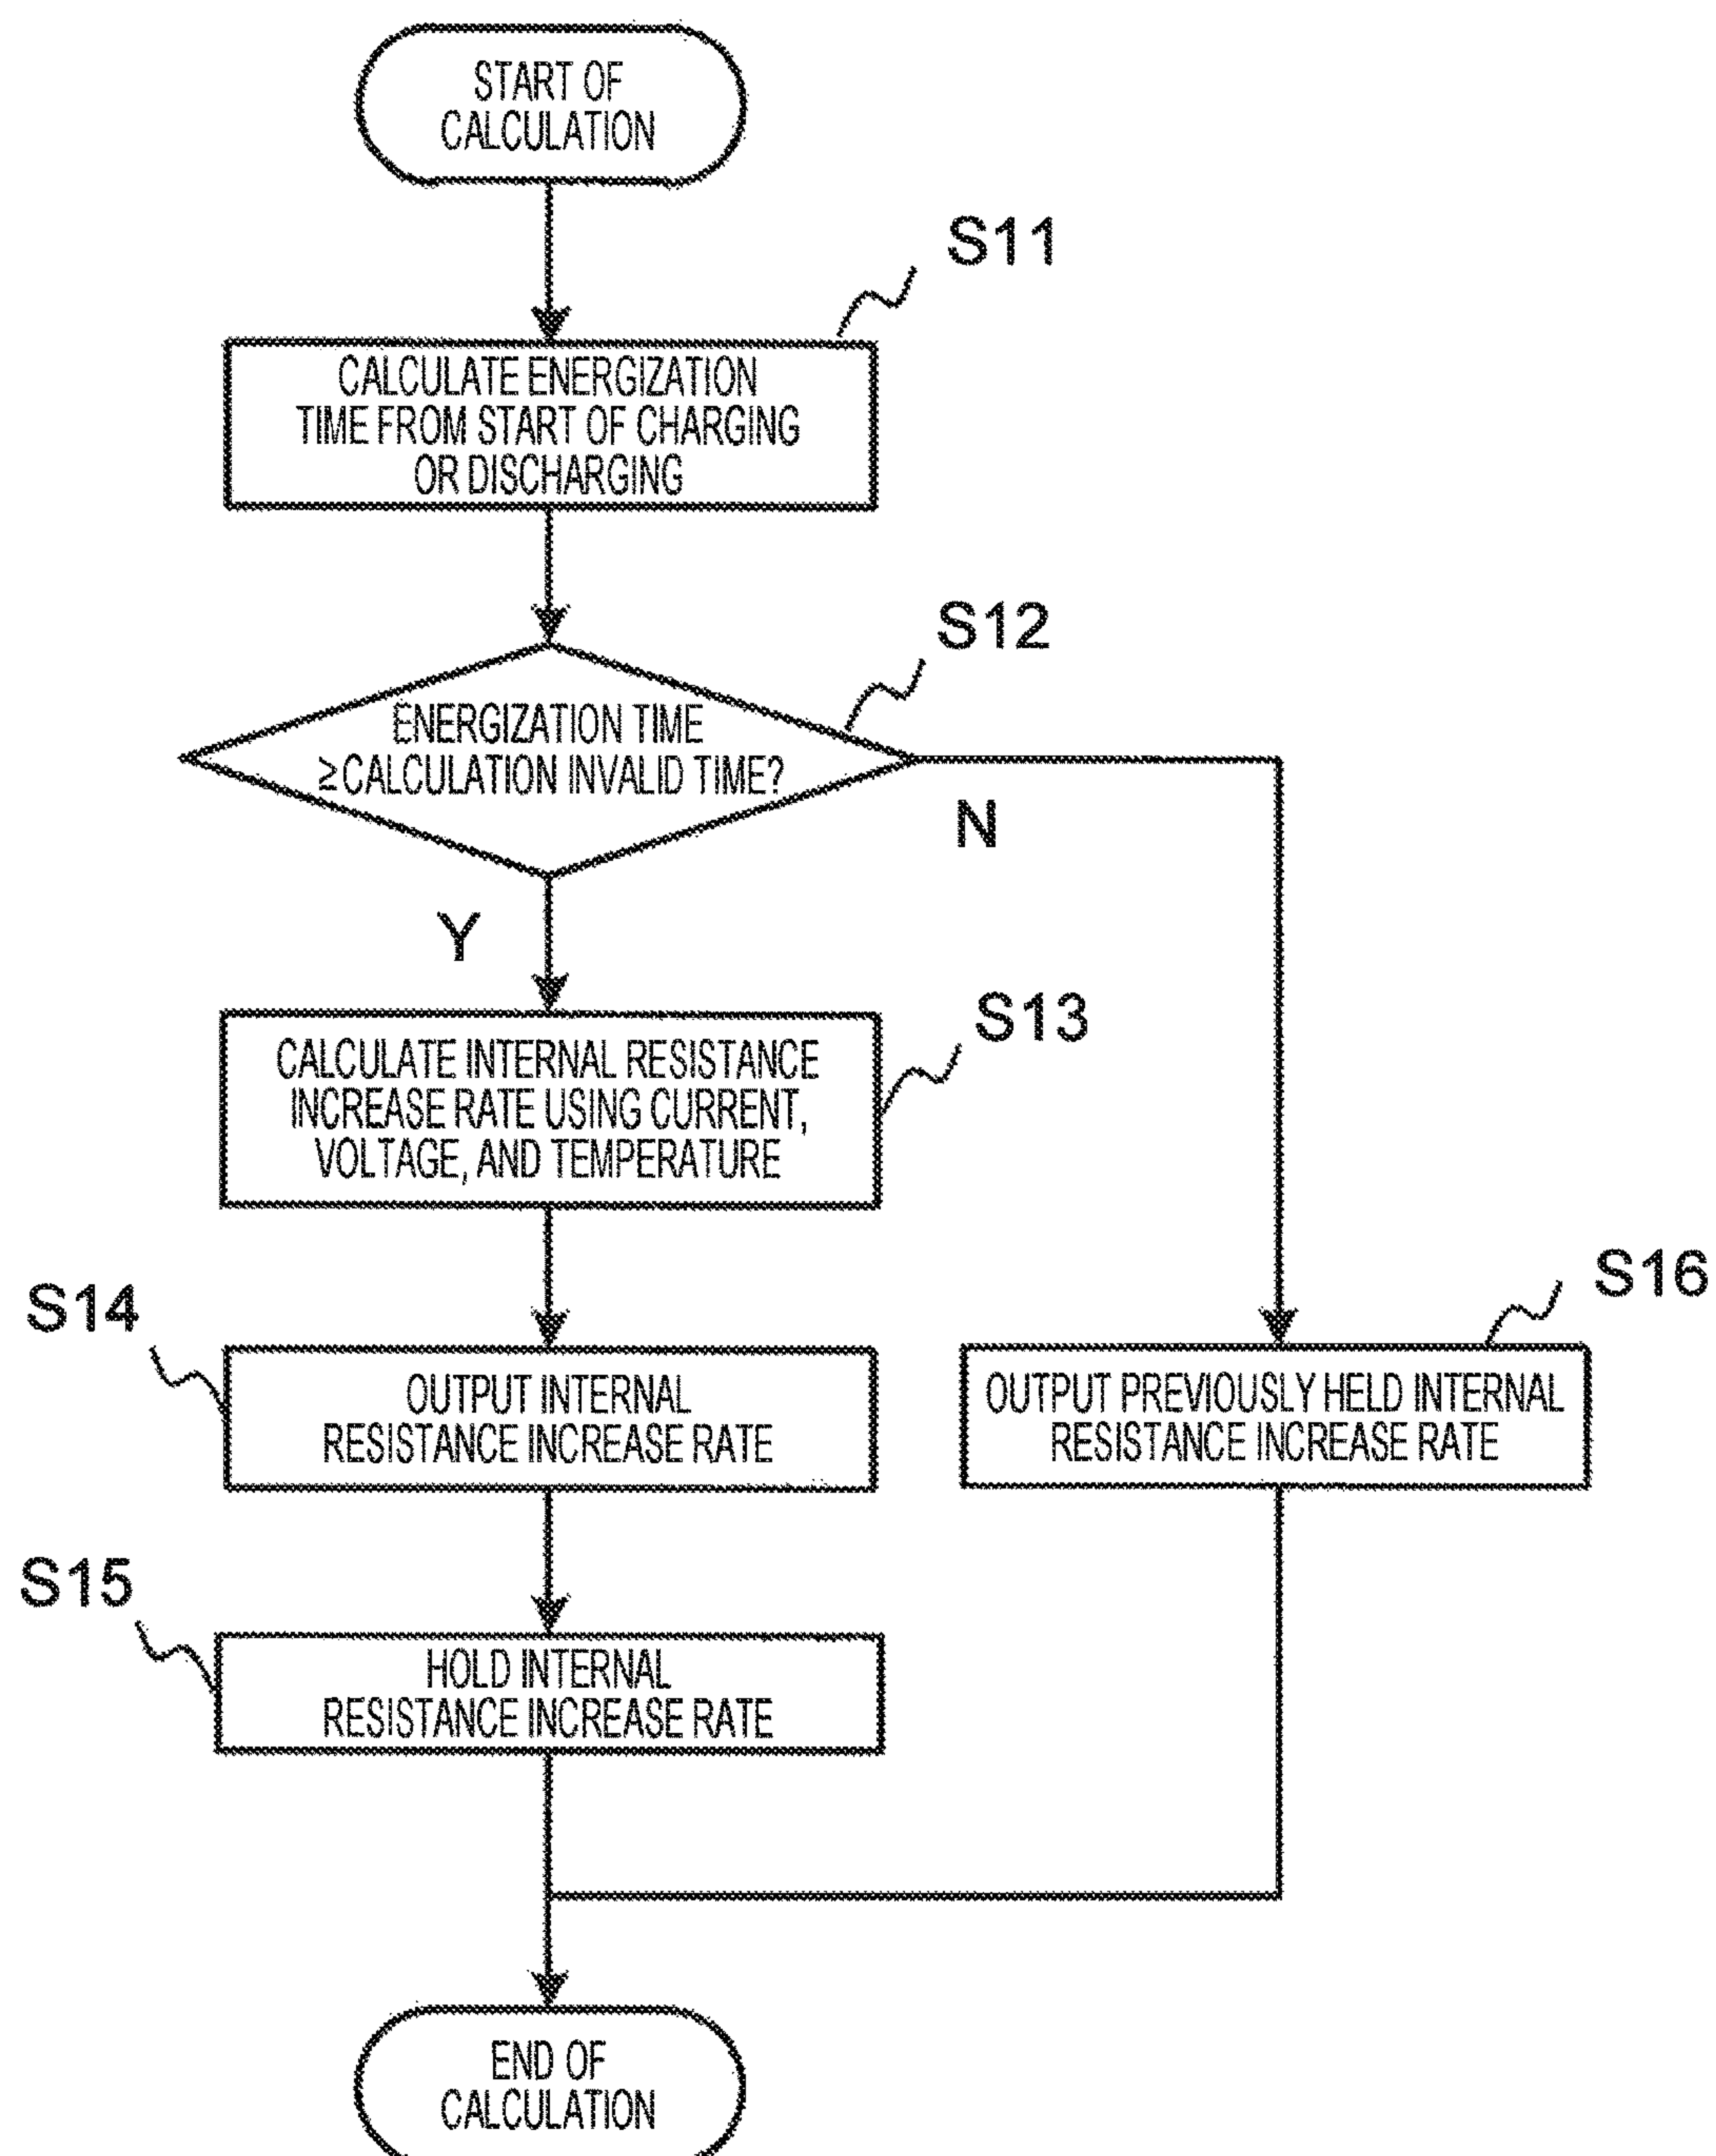 START OF
CALCULATION
S11
CALCULATE ENERGIZATION
TIME FROM START OF CHARGING
OR DISCHARGING
S12
ENERGIZATION TIME
≥CALCULATION INVALID TIME?
N
Y
S13
CALCULATE INTERNAL RESISTANCE
INCREASE RATE USING CURRENT,
VOLTAGE, AND TEMPERATURE
S14
OUTPUT INTERNAL
RESISTANCE INCREASE RATE
S16
OUTPUT PREVIOUSLY HELD INTERNAL
RESISTANCE INCREASE RATE
S15
HOLD INTERNAL
RESISTANCE INCREASE RATE
END OF
CALCULATION